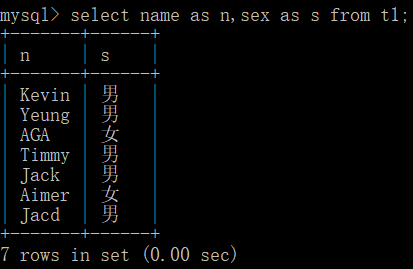 mysql> select name as n,sex as s from t1;
+-------+------+
| n     | s    |
+-------+------+
| Kevin | 男   |
| Yeung | 男   |
| AGA   | 女   |
| Timmy | 男   |
| Jack  | 男   |
| Aimer | 女   |
| Jacd  | 男   |
+-------+------+
7 rows in set (0.00 sec)